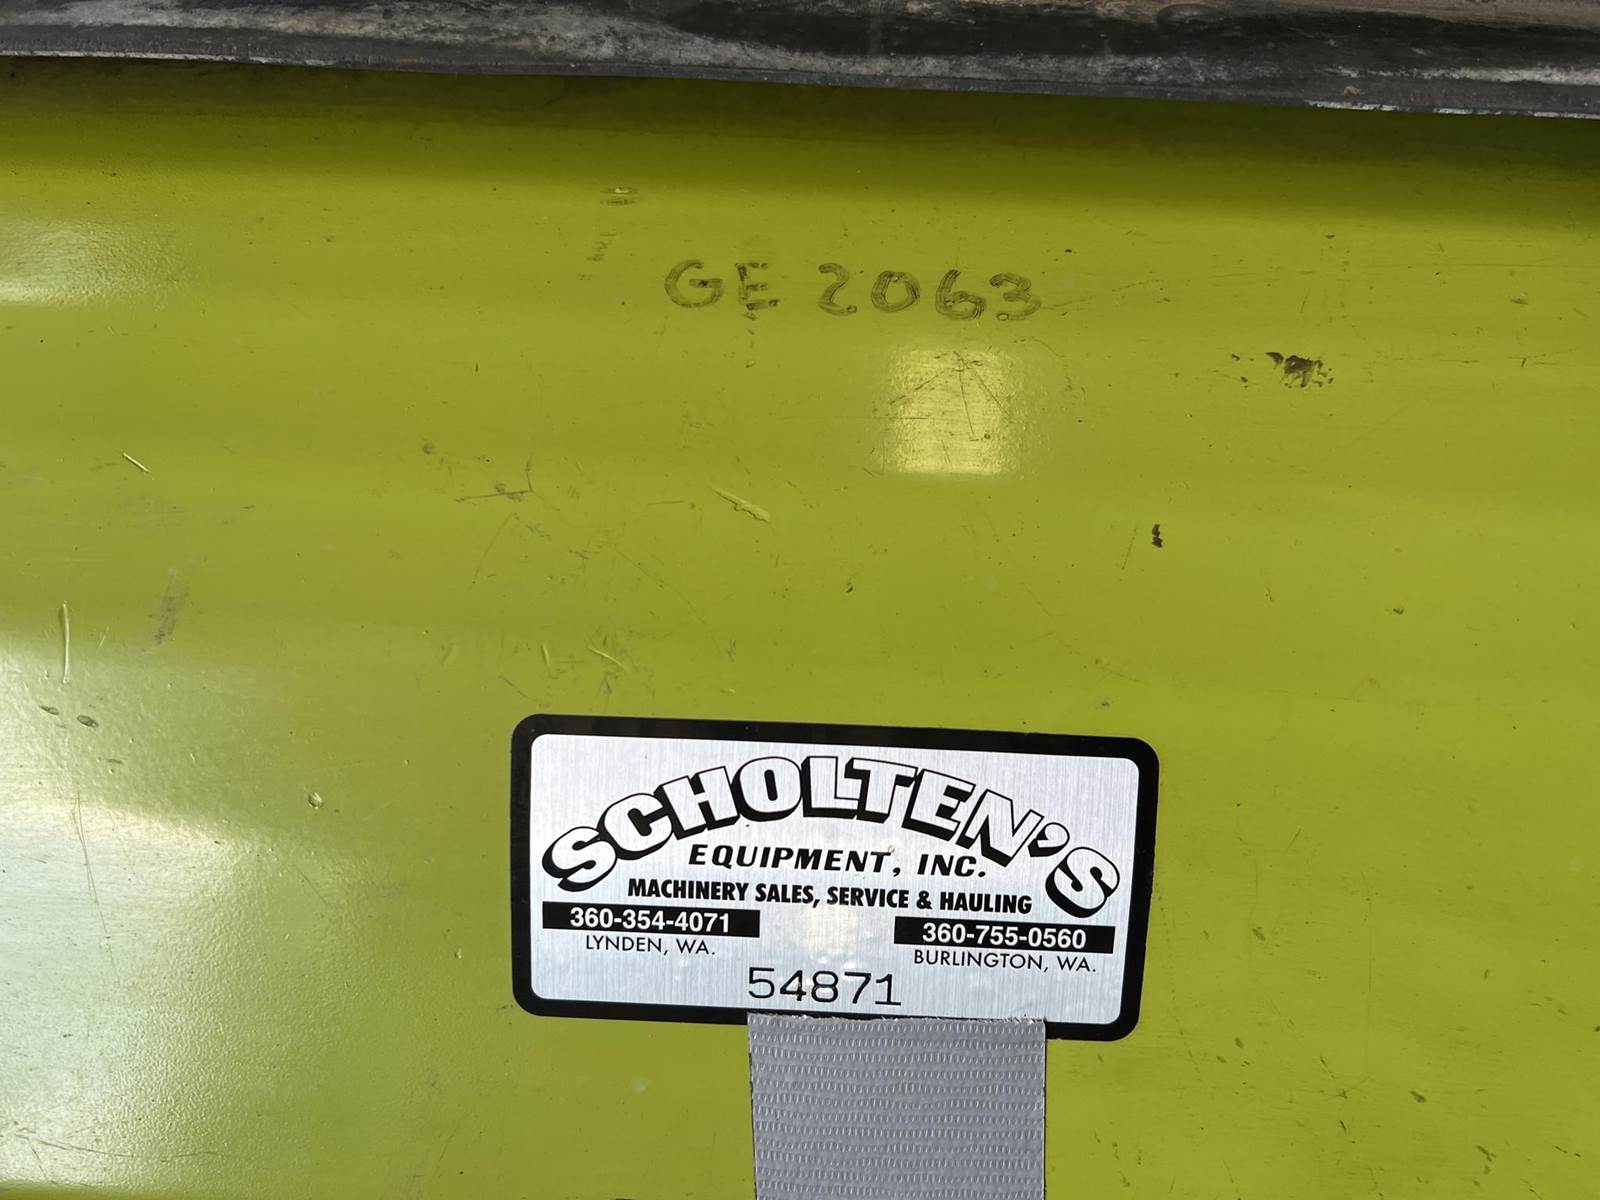 GE 2063
SCHOLTEN'S
EQUIPMENT, INC.
MACHINERY SALES, SERVICE & HAULING
360-354-4071
LYNDEN, WA.
360-755-0560
BURLINGTON, WA.
54871